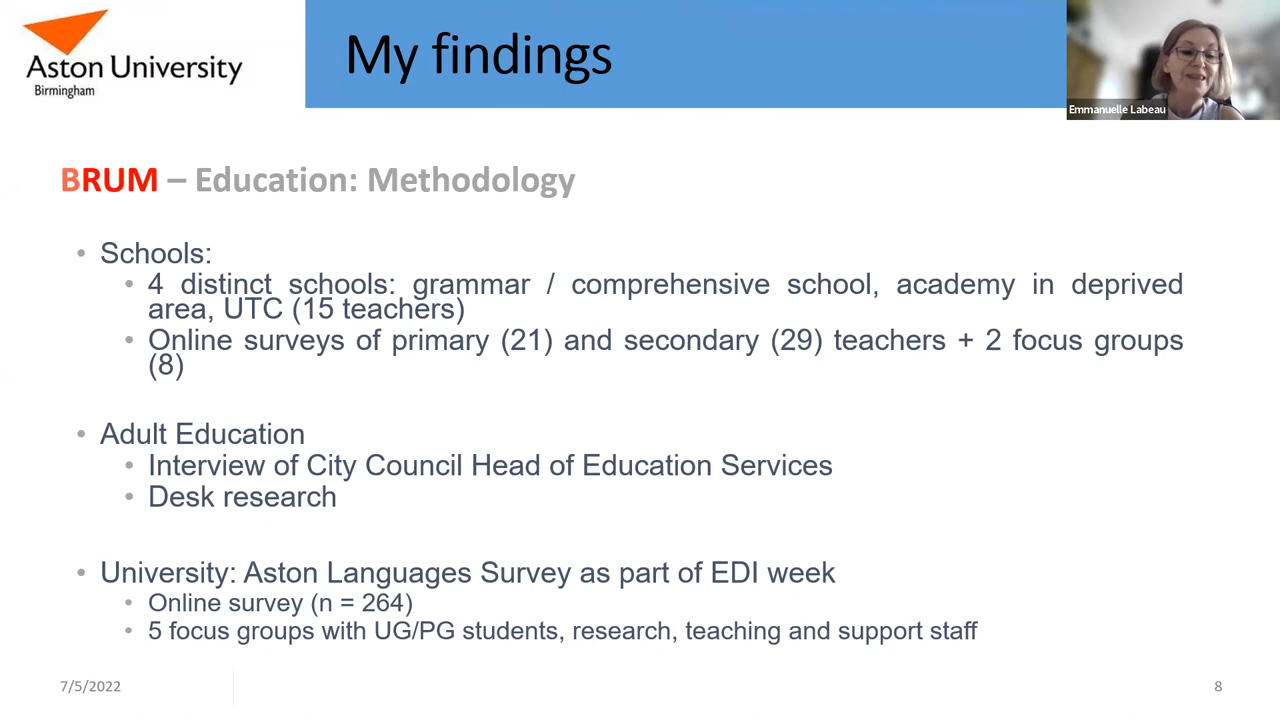 Aston University
Birmingham
My findings
Emmanuelle Labeau
BRUM – Education: Methodology
• Schools:
• 4 distinct schools: grammar / comprehensive school, academy in deprived
area, UTC (15 teachers)
• Online surveys of primary (21) and secondary (29) teachers + 2 focus groups
(8)
• Adult Education
• Interview of City Council Head of Education Services
• Desk research
• University: Aston Languages Survey as part of EDI week
• Online survey (n = 264)
• 5 focus groups with UG/PG students, research, teaching and support staff
7/5/2022
8